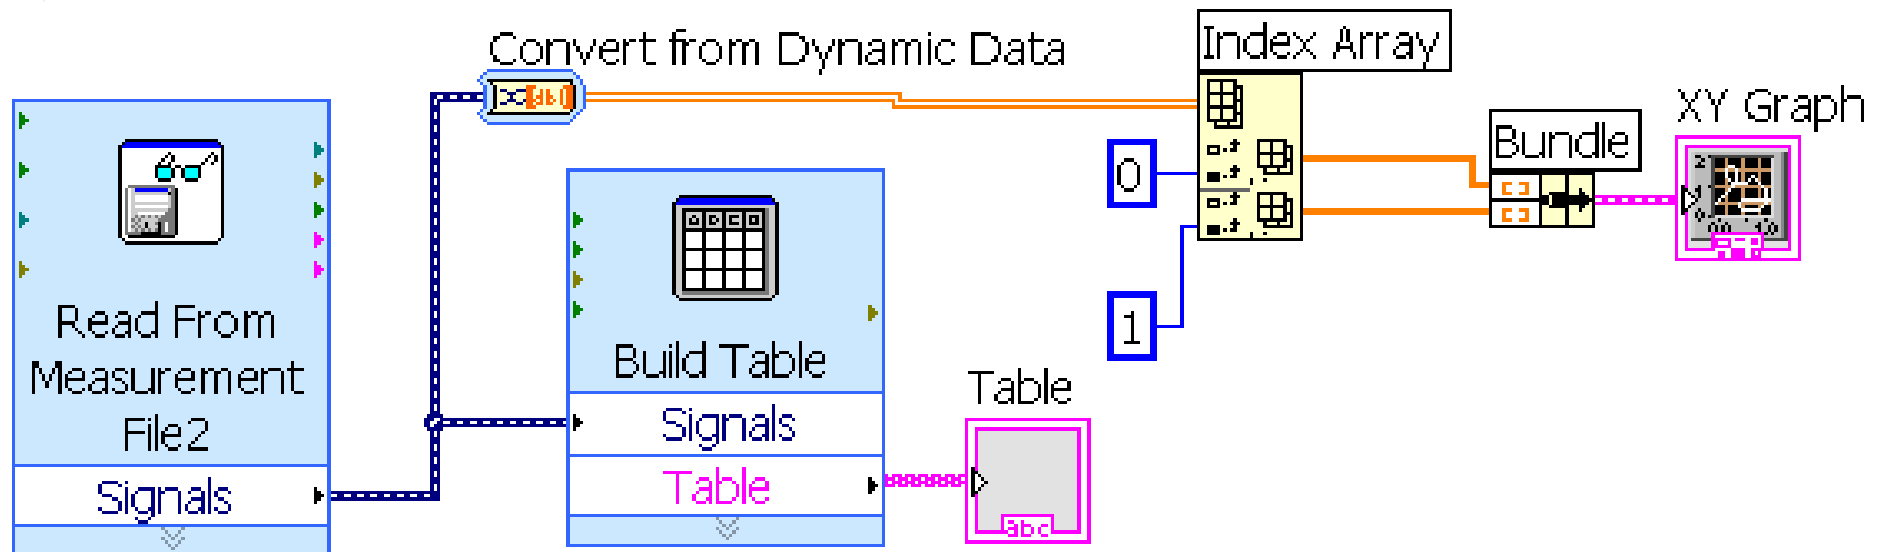 Convert from Dynamic Data
Index Array
XY Graph
Bundle
0
Read From
Measurement
File2
Signals
Build Table
Signals
Table
1
Table
abc